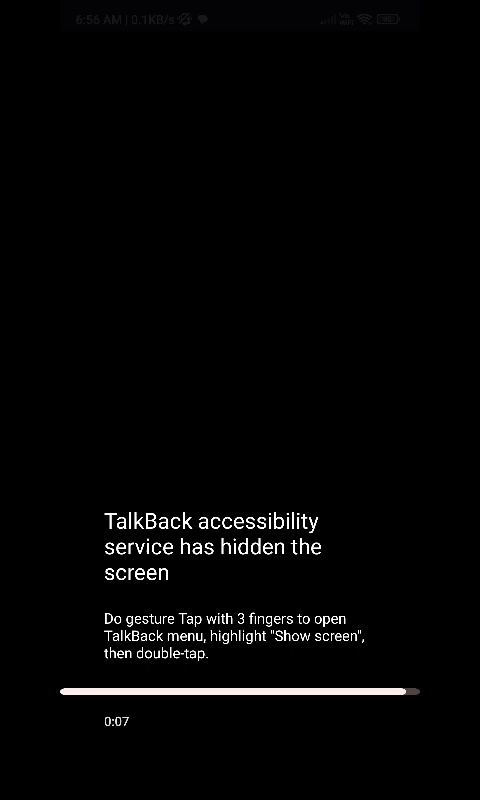 6:56 AM | 0.1KB/s
TalkBack accessibility
service has hidden the
screen
Do gesture Tap with 3 fingers to open
TalkBack menu, highlight "Show screen",
then double-tap.
0:07